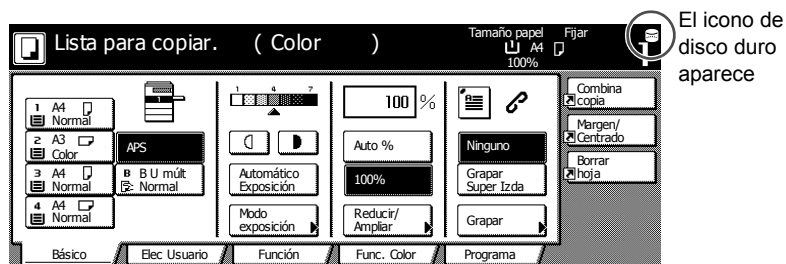 Lista para copiar. ( Color )
Tamaño papel
A4
100%
Fijar
1
El icono de
disco duro
aparece
1 A4
Normal
2 A3
Color
3 A4
Normal
4 A4
Normal
1
APS
B B U múlt
Normal
1 4 7
Automático
Exposición
Modo
exposición
100 %
Auto %
100%
Reducir/
Ampliar
Ninguno
Grapar
Super Izda
Grapar
Combina
copia
Margen/
Centrado
Borrar
hoja
Básico
Elec Usuario
Función
Func. Color
Programa